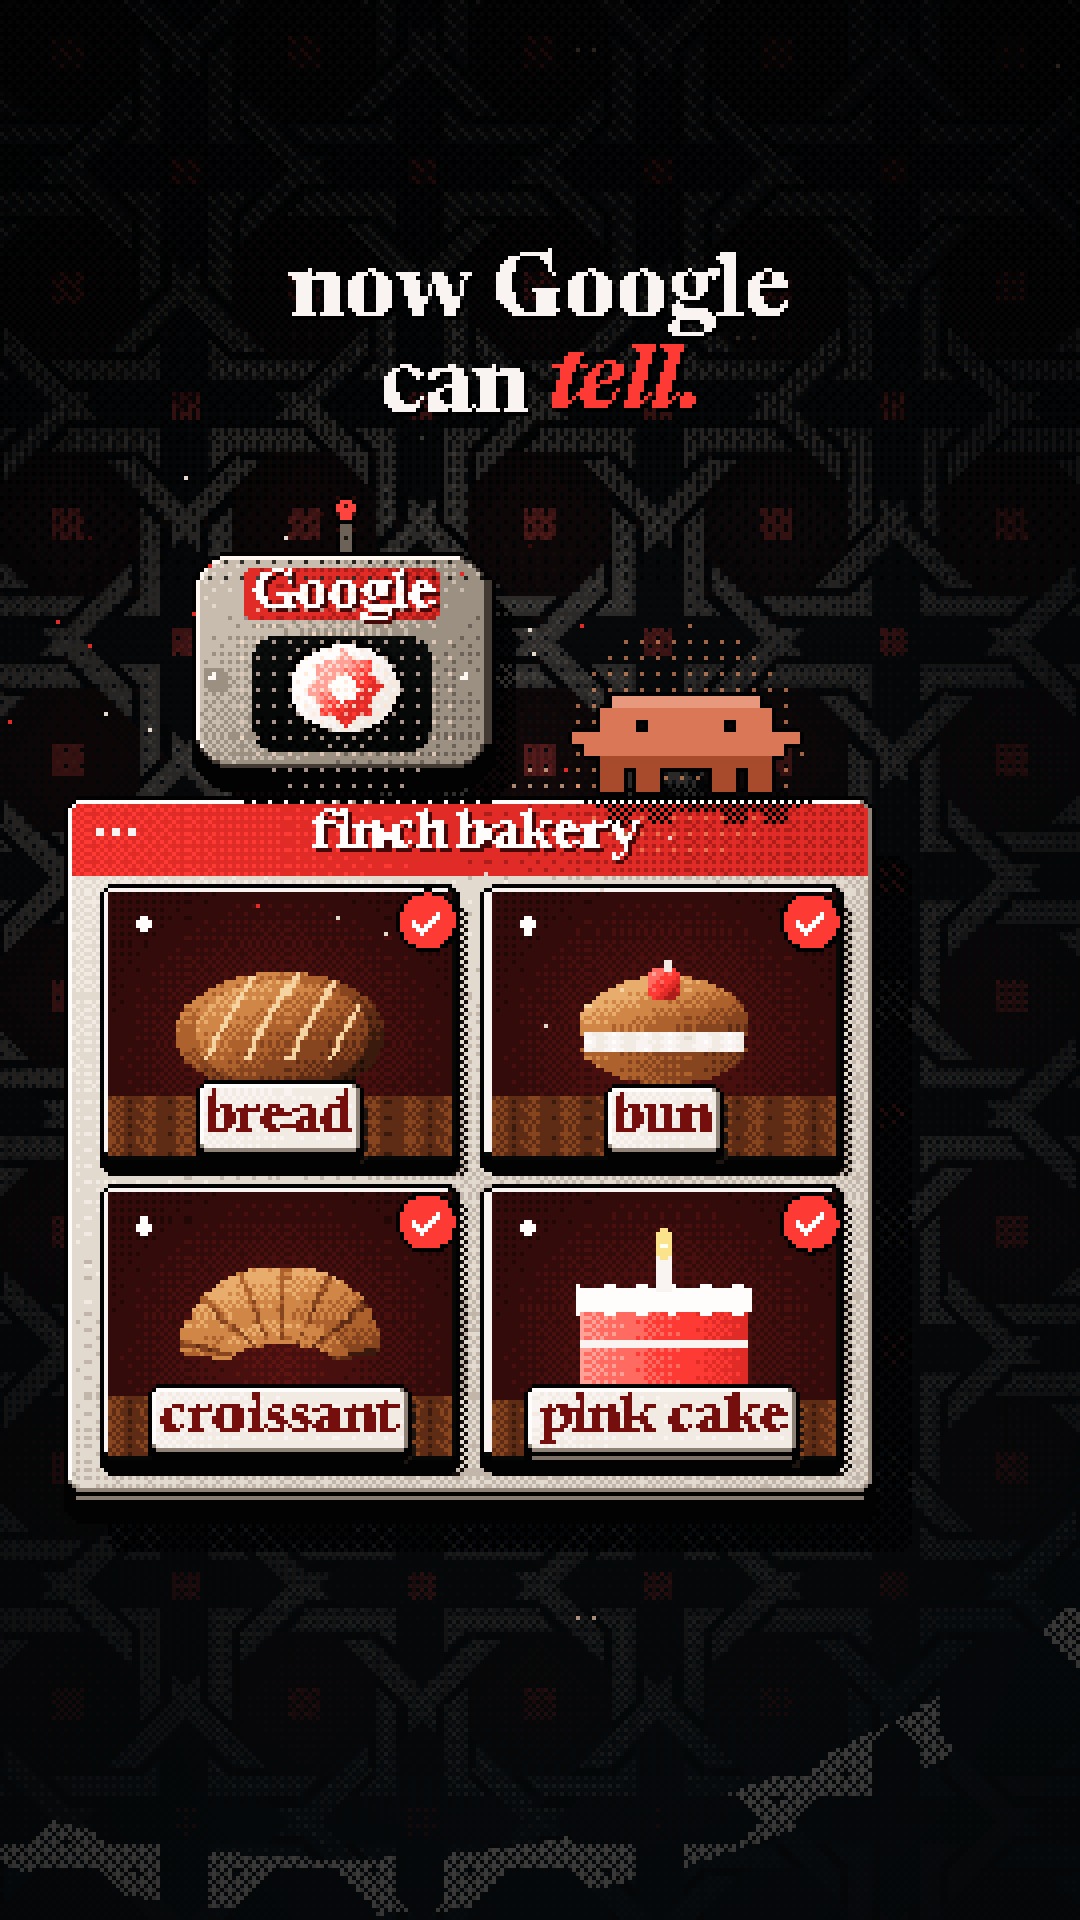 now Google
can tell.
Google
finch bakery
bread
bun
croissant
pink cake